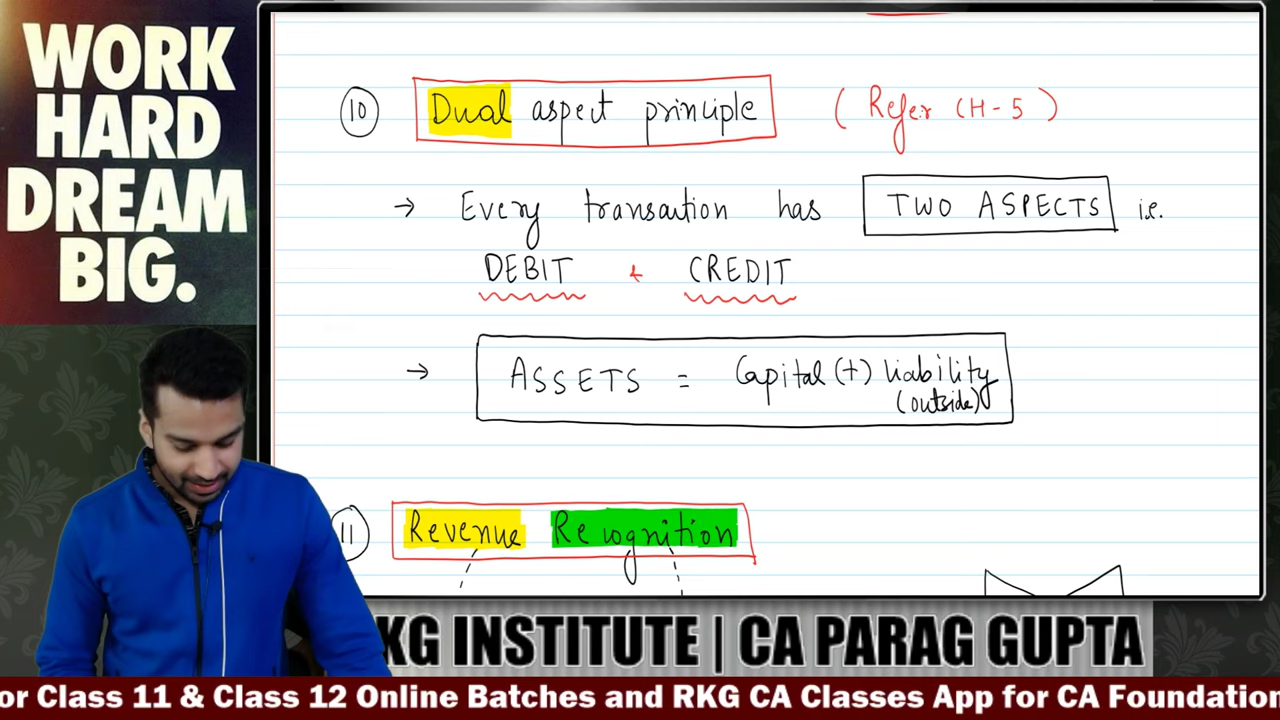 WORK
HARD
DREAM
BIG.
10 Dual aspect principle (Refer CH-5)
→ Every transaction has TWO ASPECTS i.e.
DEBIT + CREDIT
→ ASSETS = Capital (+) liability
(outside)
11 Revenue Recognition
KG INSTITUTE | CA PARAG GUPTA
or Class 11 & Class 12 Online Batches and RKG CA Classes App for CA Foundation